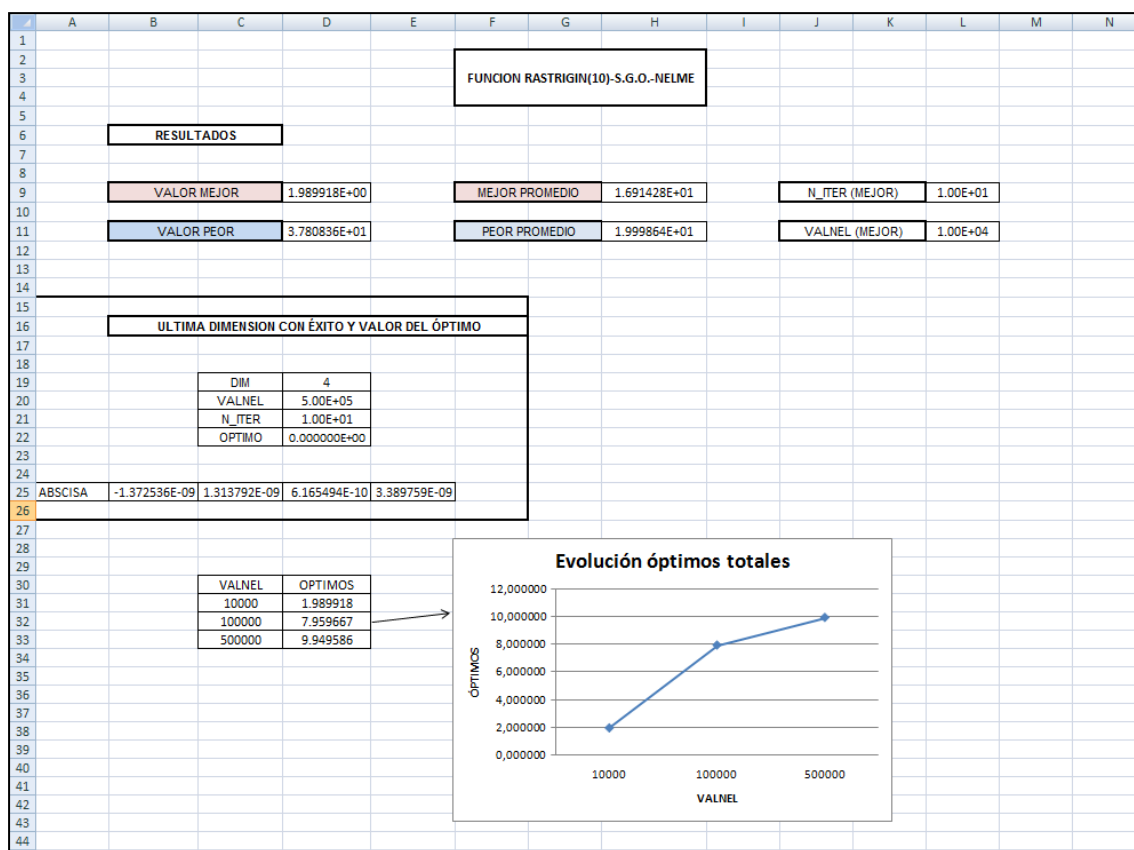 A B C D E F G H I J K L M N
1
2
3 FUNCION RASTRIGIN(10)-S.G.O.-NELME
4
5
6 RESULTADOS
7
8
9 VALOR MEJOR 1.989918E+00 MEJOR PROMEDIO 1.691428E+01 N_ITER (MEJOR) 1.00E+01
10
11 VALOR PEOR 3.780836E+01 PEOR PROMEDIO 1.999864E+01 VALNEL (MEJOR) 1.00E+04
12
13
14
15
16 ULTIMA DIMENSION CON ÉXITO Y VALOR DEL ÓPTIMO
17
18
19 DIM 4
20 VALNEL 5.00E+05
21 N_ITER 1.00E+01
22 OPTIMO 0.000000E+00
23
24
25 ABSCISA -1.372536E-09 1.313792E-09 6.165494E-10 3.389759E-09
26
27
28
29
30 VALNEL OPTIMOS
31 10000 1.989918
32 100000 7.959667
33 500000 9.949586
34
35
36
37
38
39
40
41
42
43
44
Evolución óptimos totales
12,000000
10,000000
8,000000
6,000000
4,000000
2,000000
0,000000
ÓPTIMOS
10000 100000 500000
VALNEL